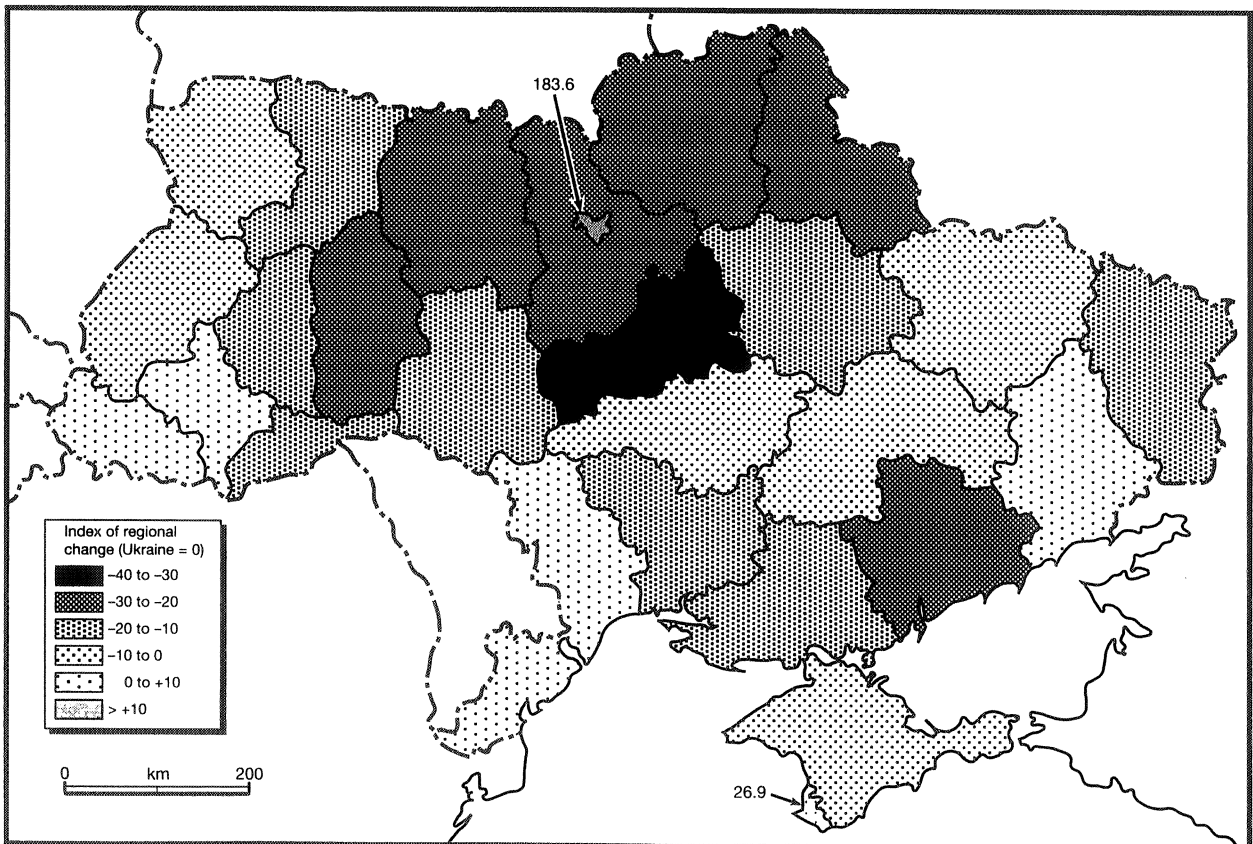 183.6
Index of regional
change (Ukraine = 0)
–40 to –30
–30 to –20
–20 to –10
–10 to 0
0 to +10
> +10
0 km 200
26.9